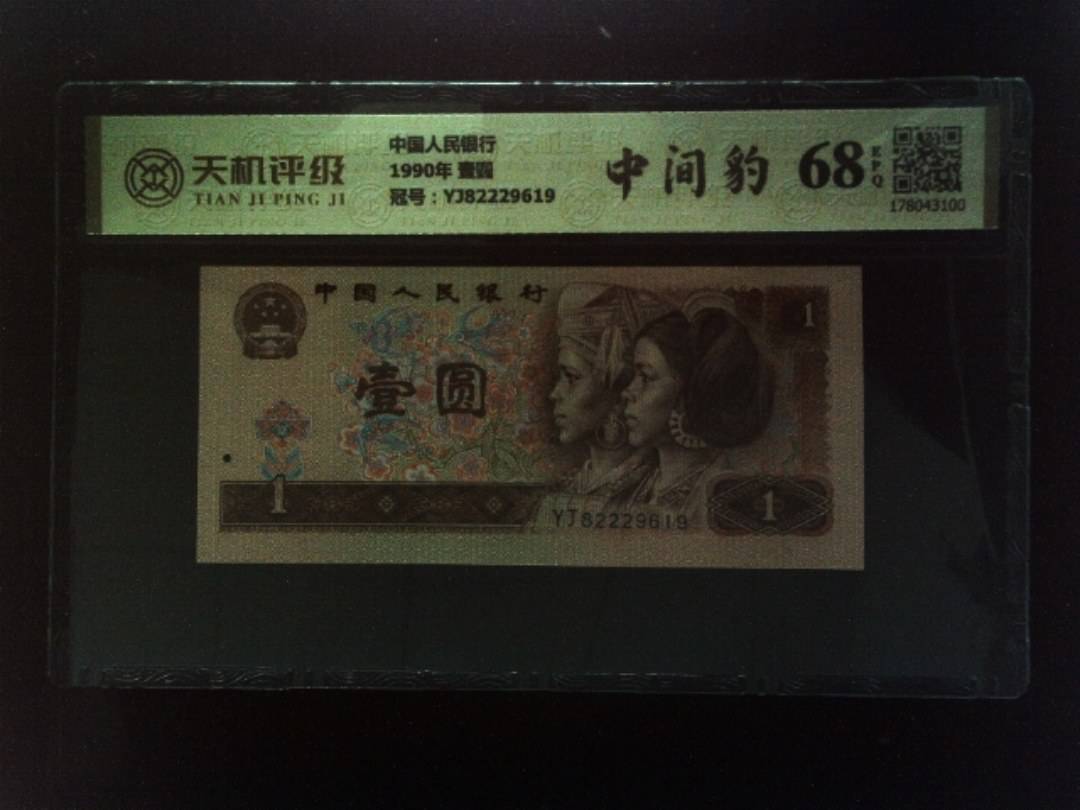 天机评级
TIAN JI PING JI
中国人民银行
1990年 壹圆
冠号：YJ82229619
中间豹
68
EPQ
178043100
中国人民银行
1
壹圆
1
YJ82229619
1